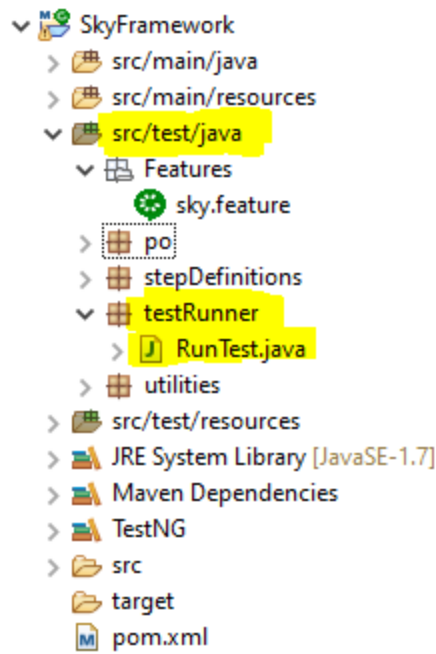 SkyFramework
src/main/java
src/main/resources
src/test/java
Features
sky.feature
po
stepDefinitions
testRunner
RunTest.java
utilities
src/test/resources
JRE System Library [JavaSE-1.7]
Maven Dependencies
TestNG
src
target
pom.xml